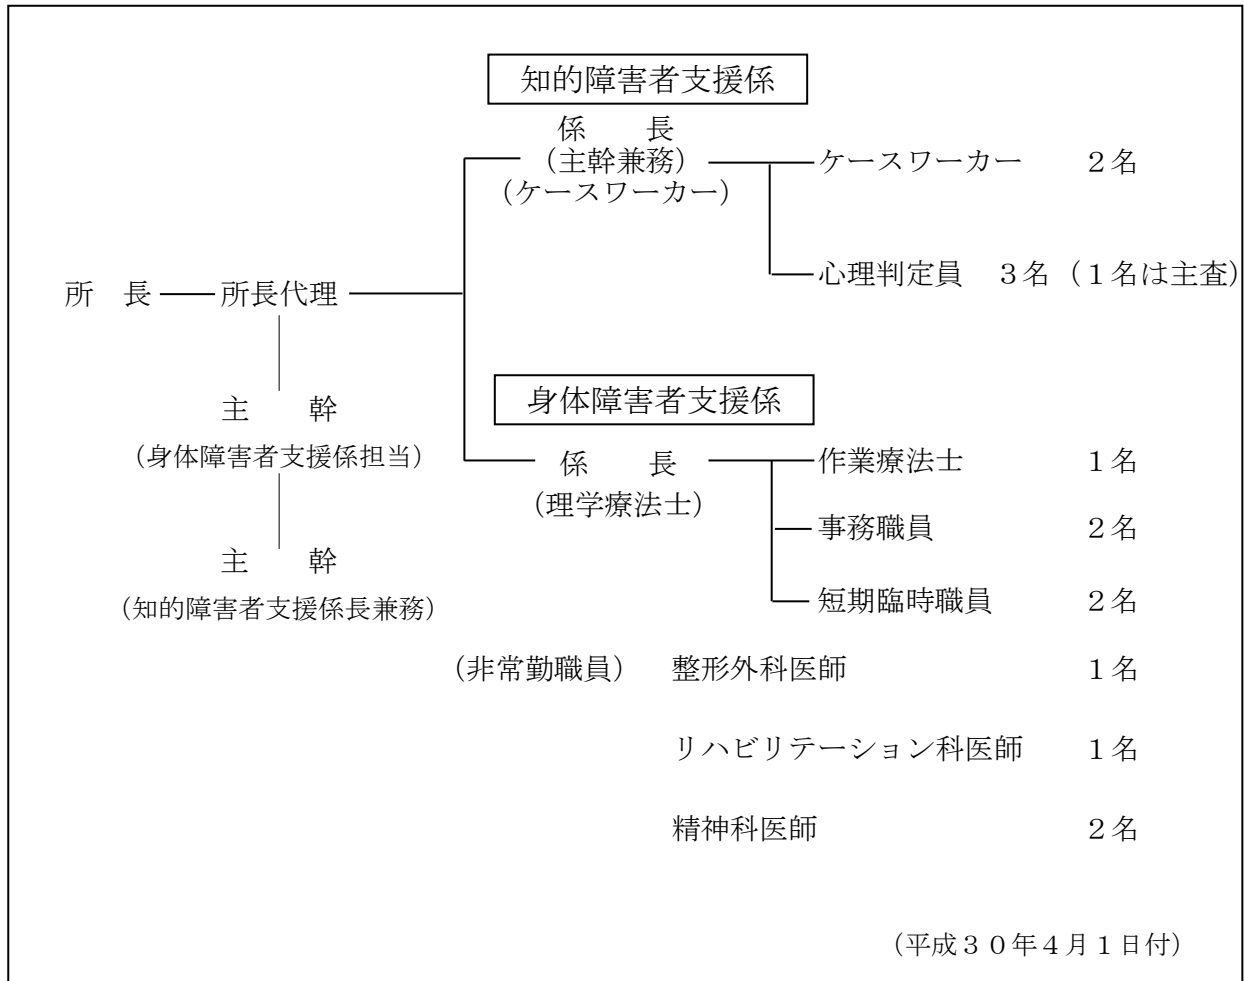 知的障害者支援係
係　　長
（主幹兼務）
（ケースワーカー）
ケースワーカー　　２名
心理判定員　３名（１名は主査）
所　長
所長代理
主　　幹
（身体障害者支援係担当）
主　　幹
（知的障害者支援係長兼務）
身体障害者支援係
係　　長
（理学療法士）
作業療法士　　１名
事務職員　　２名
短期臨時職員　　２名
（非常勤職員）　整形外科医師　　１名
リハビリテーション科医師　　１名
精神科医師　　２名
（平成３０年４月１日付）